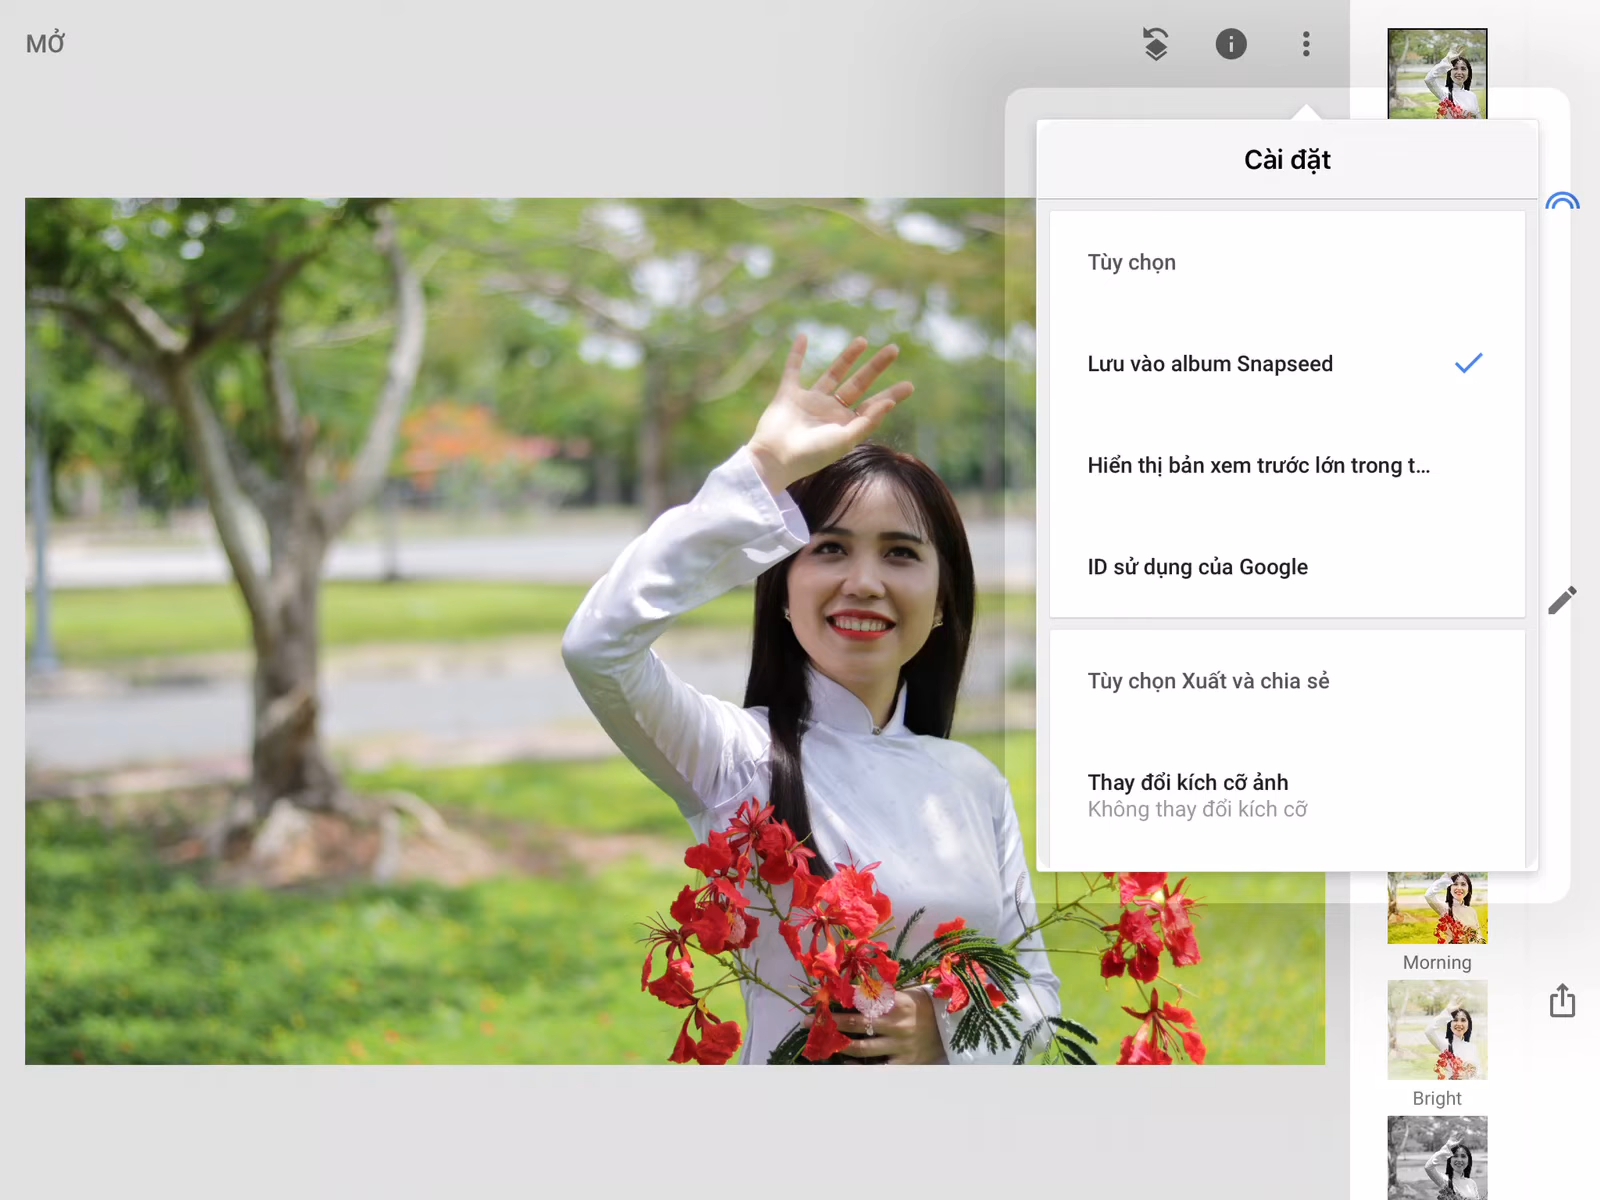 MỞ
Cài đặt
Tùy chọn
Lưu vào album Snapseed
Hiển thị bản xem trước lớn trong t...
ID sử dụng của Google
Tùy chọn Xuất và chia sẻ
Thay đổi kích cỡ ảnh
Không thay đổi kích cỡ
Morning
Bright